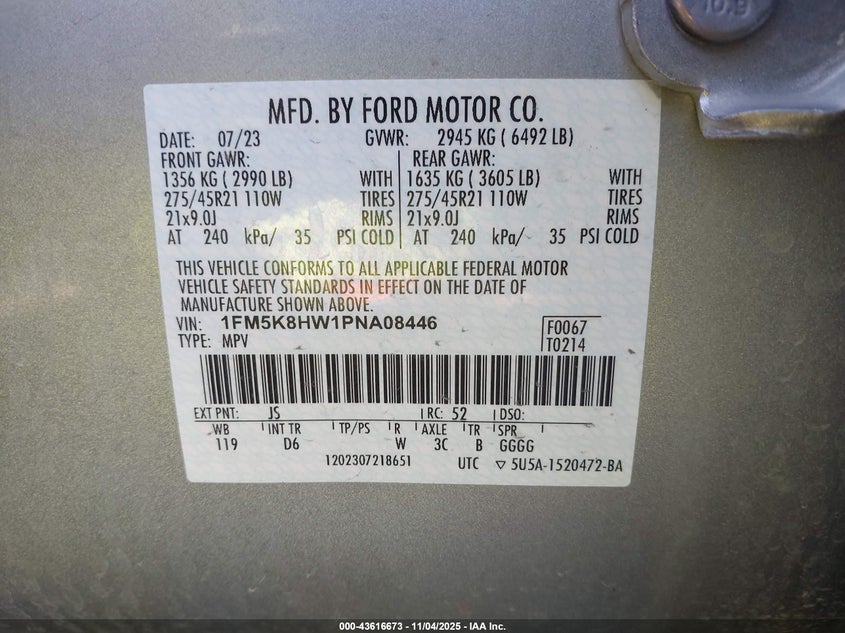 10.9
MFD. BY FORD MOTOR CO.
DATE: 07/23 GVWR: 2945 KG ( 6492 LB)
FRONT GAWR: REAR GAWR:
1356 KG ( 2990 LB) WITH 1635 KG ( 3605 LB) WITH
275/45R21 110W TIRES 275/45R21 110W TIRES
21x9.0J RIMS 21x9.0J RIMS
AT 240 kPa/ 35 PSI COLD AT 240 kPa/ 35 PSI COLD
THIS VEHICLE CONFORMS TO ALL APPLICABLE FEDERAL MOTOR
VEHICLE SAFETY STANDARDS IN EFFECT ON THE DATE OF
MANUFACTURE SHOWN ABOVE.
VIN: 1FM5K8HW1PNA08446 F0067
TYPE: MPV T0214
EXT PNT: JS RC: 52 DSO:
WB INT TR TP/PS R AXLE TR SPR
119 D6 W 3C B GGGG
1202307218651 UTC ▽ 5U5A-1520472-BA
000-43616673 - 11/04/2025 - IAA Inc.